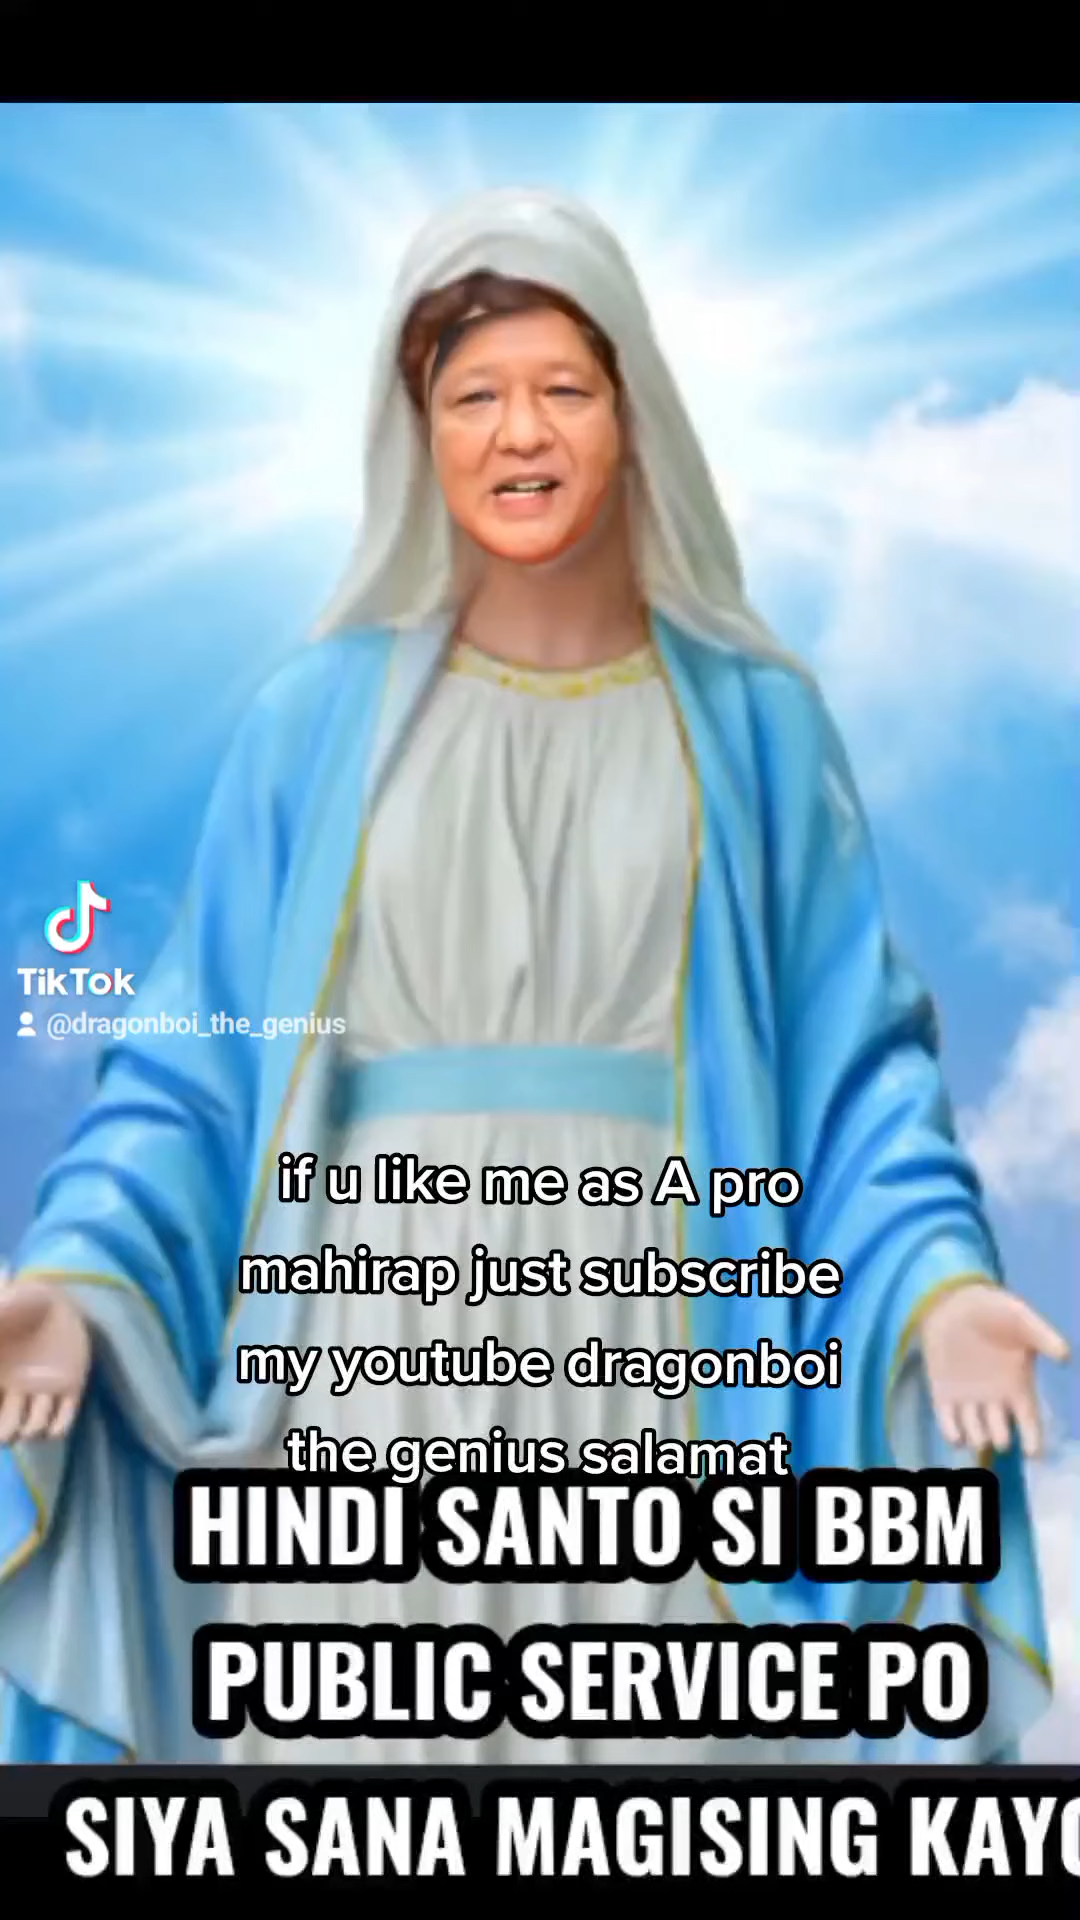 TikTok
@dragonboi_the_genius
if u like me as A pro
mahirap just subscribe
my youtube dragonboi
the genius salamat
HINDI SANTO SI BBM
PUBLIC SERVICE PO
SIYA SANA MAGISING KAYO